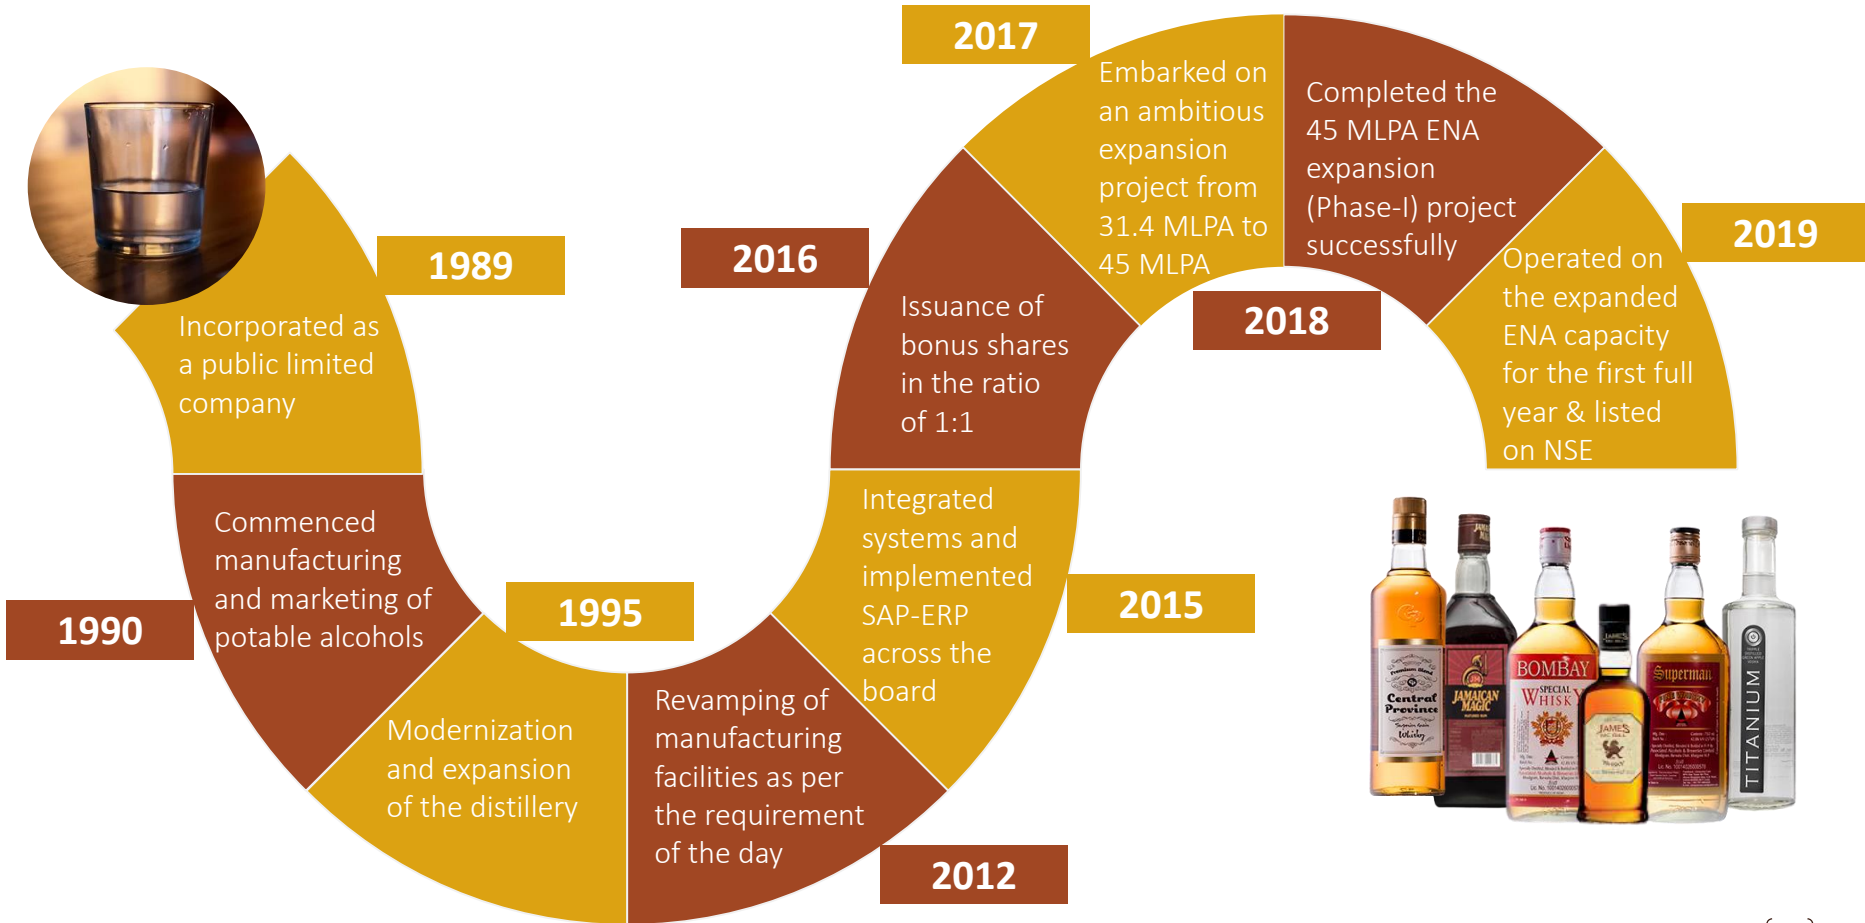 1989
Incorporated as
a public limited
company
1990
Commenced
manufacturing
and marketing of
potable alcohols
1995
Modernization
and expansion
of the distillery
2012
Revamping of
manufacturing
facilities as per
the requirement
of the day
2015
Integrated
systems and
implemented
SAP-ERP
across the
board
2016
Issuance of
bonus shares
in the ratio
of 1:1
2017
Embarked on
an ambitious
expansion
project from
31.4 MLPA to
45 MLPA
2018
Completed the
45 MLPA ENA
expansion
(Phase-I) project
successfully
2019
Operated on
the expanded
ENA capacity
for the first full
year & listed
on NSE
Central
Province
Whisky
JAMAICAN
MAGIC
BOMBAY
SPECIAL
WHISKY
JAMES
Superman
TITANIUM